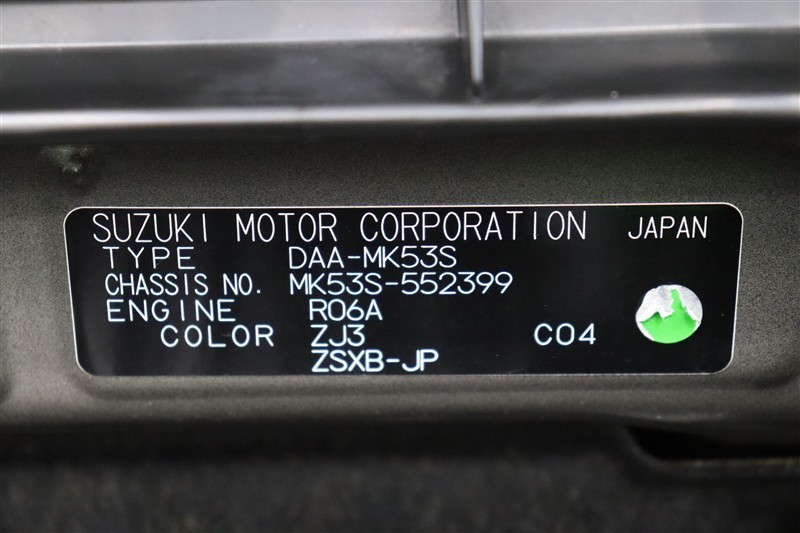 SUZUKI MOTOR CORPORATION JAPAN
TYPE DAA-MK53S
CHASSIS NO. MK53S-552399
ENGINE R06A
COLOR ZJ3 C04
ZSXB-JP